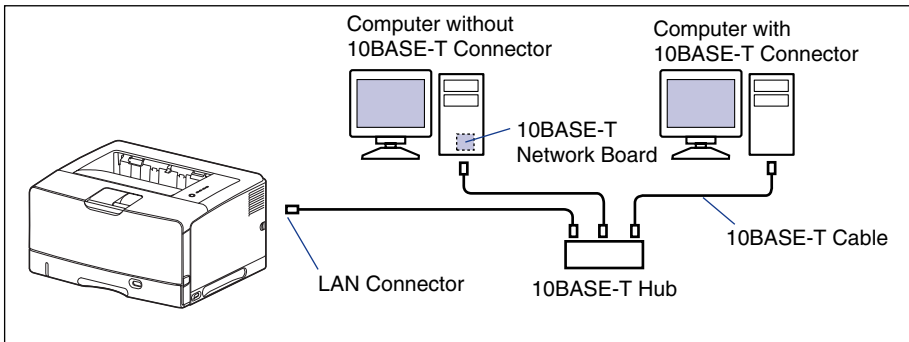 Computer without
10BASE-T Connector
Computer with
10BASE-T Connector
10BASE-T
Network Board
10BASE-T Cable
LAN Connector
10BASE-T Hub